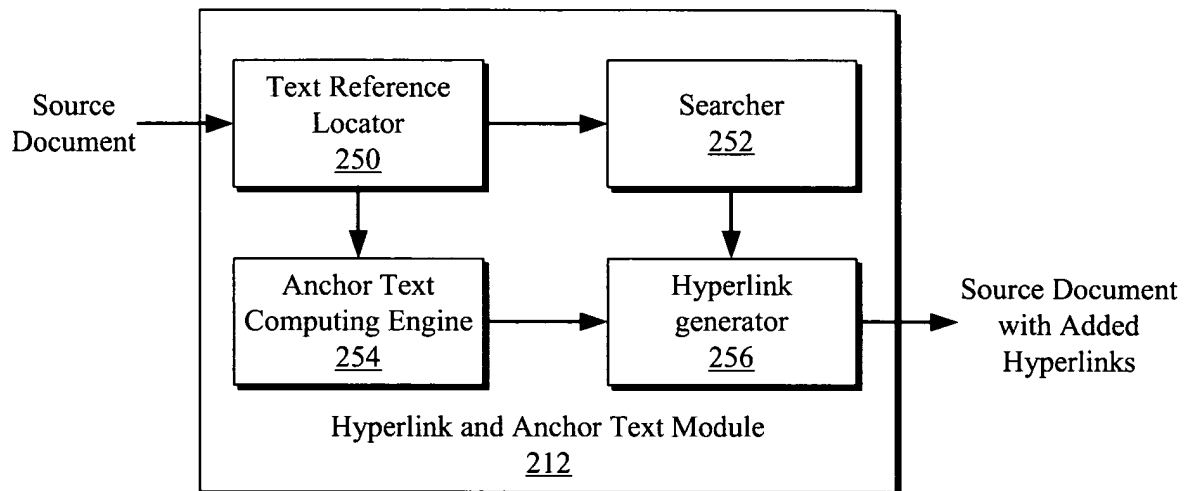 Source
Document
Text Reference
Locator
250
Searcher
252
Anchor Text
Computing Engine
254
Hyperlink
generator
256
Source Document
with Added
Hyperlinks
Hyperlink and Anchor Text Module
212